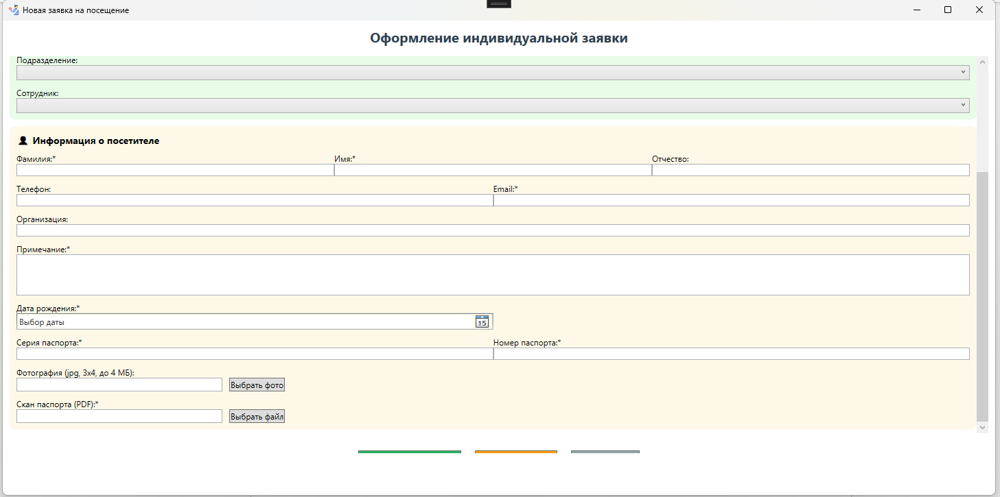 Новая заявка на посещение
Оформление индивидуальной заявки
Подразделение:
Сотрудник:
Информация о посетителе
Фамилия:* Имя:* Отчество:
Телефон: Email:*
Организация:
Примечание:*
Дата рождения:*
Выбор даты 15
Серия паспорта:* Номер паспорта:*
Фотография (jpg, 3x4, до 4 МБ):
Выбрать фото
Скан паспорта (PDF):*
Выбрать файл